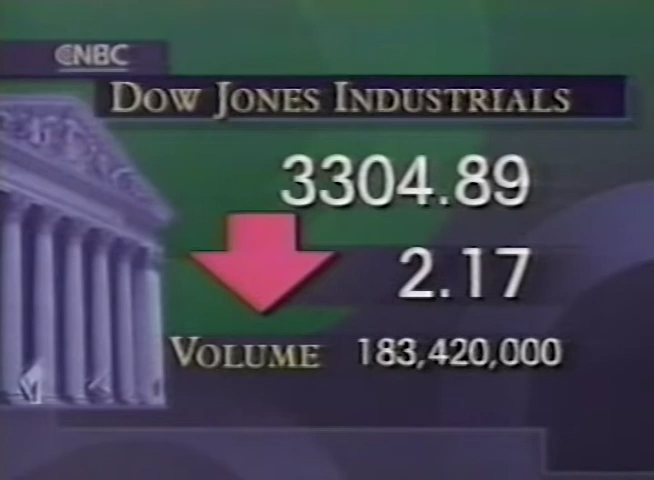 CNBC
DOW JONES INDUSTRIALS
3304.89
2.17
VOLUME 183,420,000